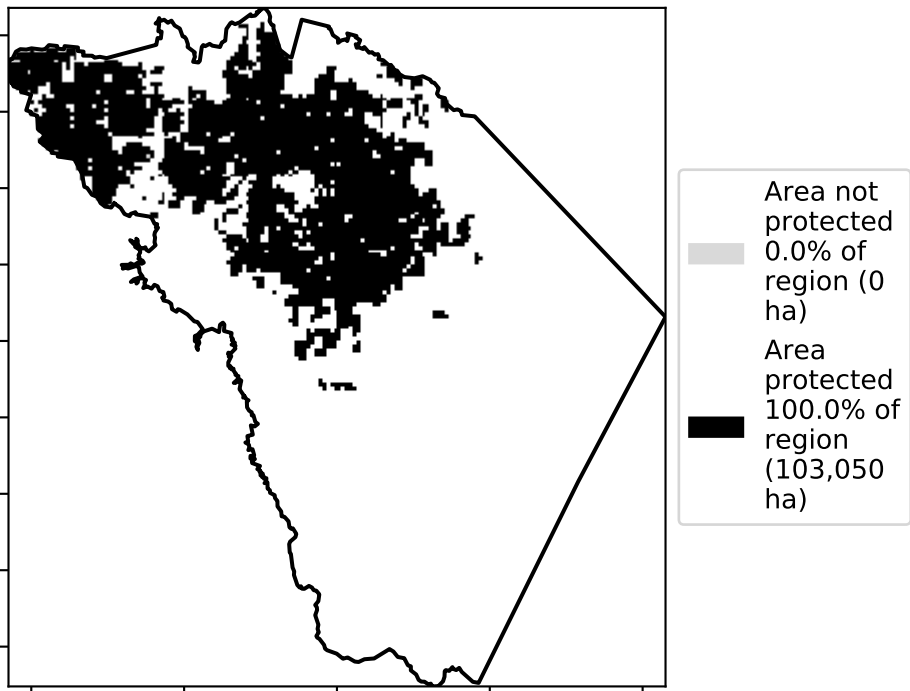 Area not
protected
0.0% of
region (0
ha)
Area
protected
100.0% of
region
(103,050
ha)